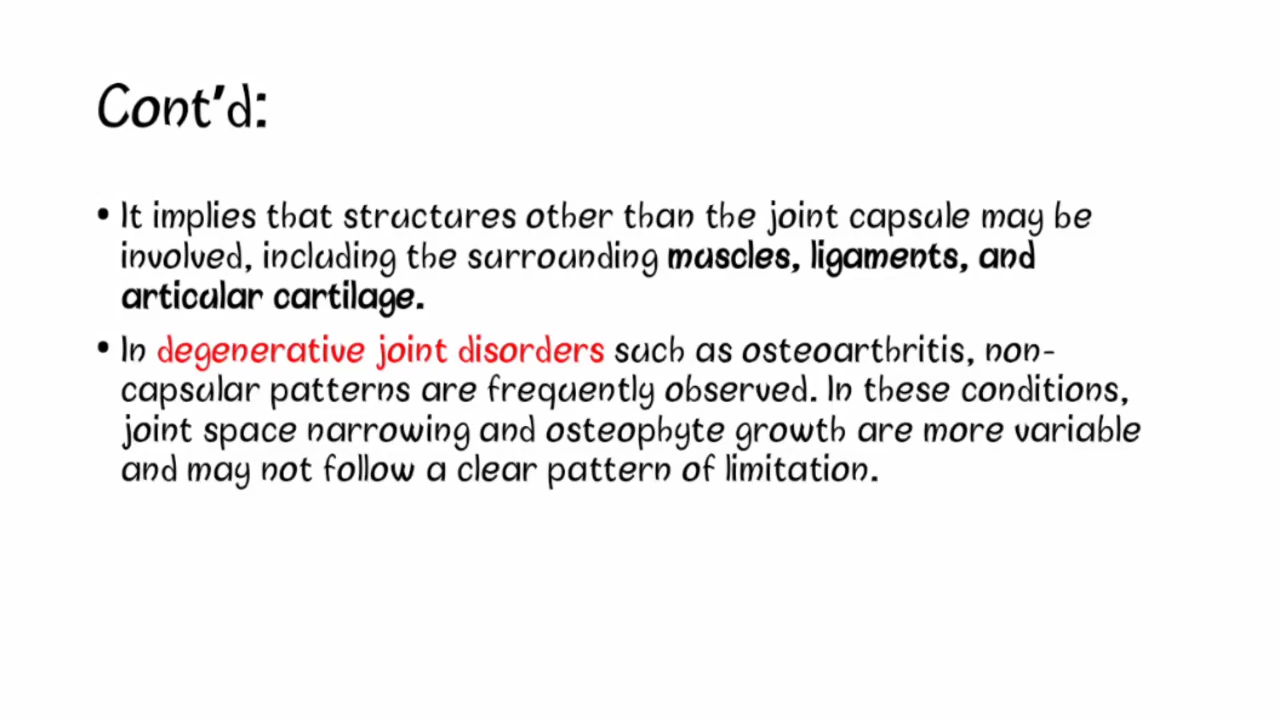 Cont'd:
• It implies that structures other than the joint capsule may be
involved, including the surrounding muscles, ligaments, and
articular cartilage.
• In degenerative joint disorders such as osteoarthritis, non-
capsular patterns are frequently observed. In these conditions,
joint space narrowing and osteophyte growth are more variable
and may not follow a clear pattern of limitation.